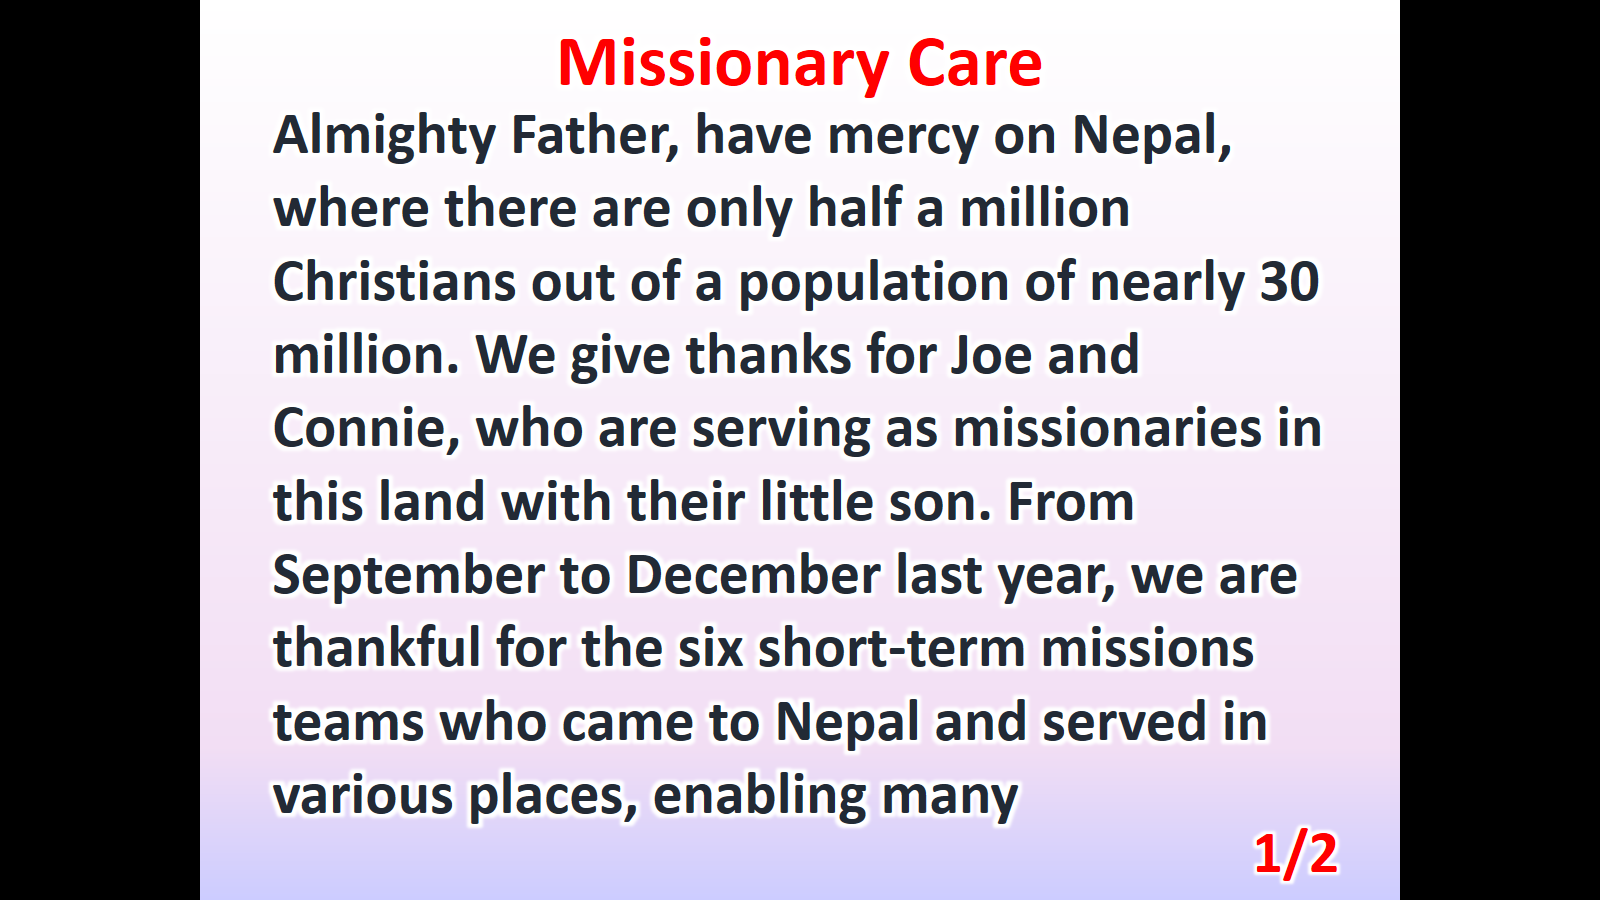 Missionary Care
Almighty Father, have mercy on Nepal,
where there are only half a million
Christians out of a population of nearly 30
million. We give thanks for Joe and
Connie, who are serving as missionaries in
this land with their little son. From
September to December last year, we are
thankful for the six short-term missions
teams who came to Nepal and served in
various places, enabling many
1/2